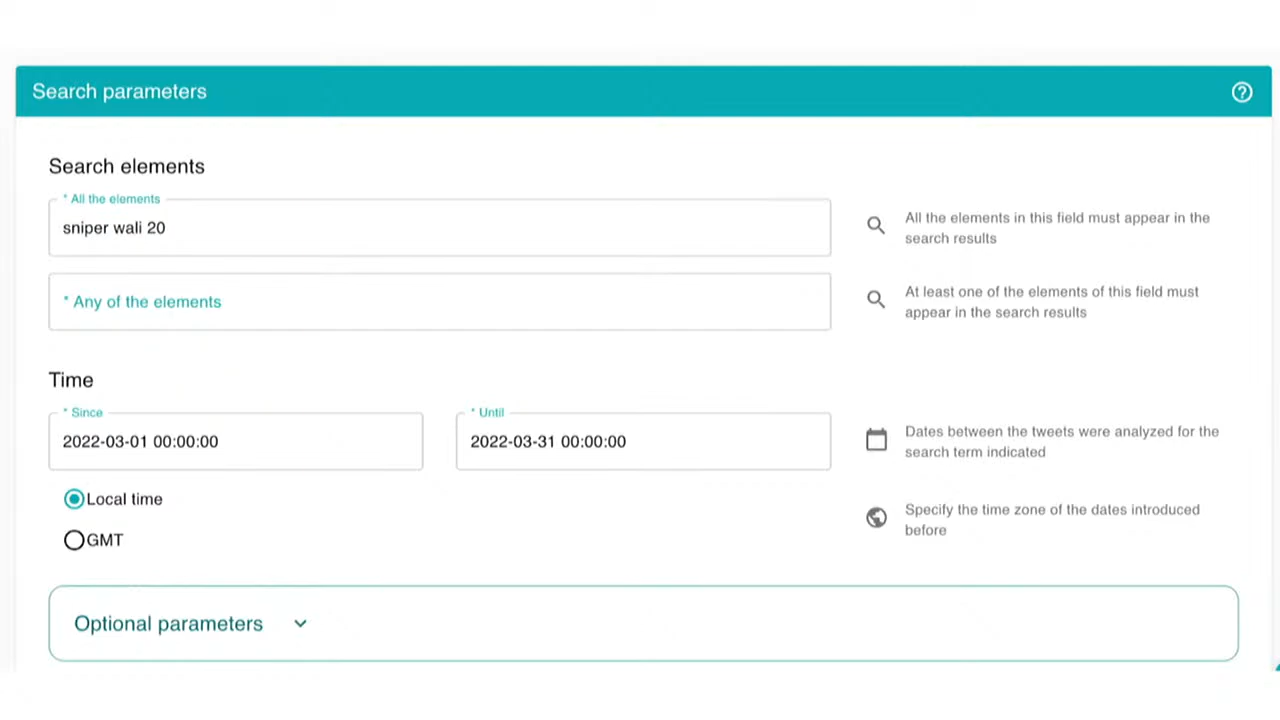 Search parameters
Search elements
* All the elements
sniper wali 20
All the elements in this field must appear in the
search results
* Any of the elements
At least one of the elements of this field must
appear in the search results
Time
* Since
2022-03-01 00:00:00
* Until
2022-03-31 00:00:00
Dates between the tweets were analyzed for the
search term indicated
Local time
GMT
Specify the time zone of the dates introduced
before
Optional parameters